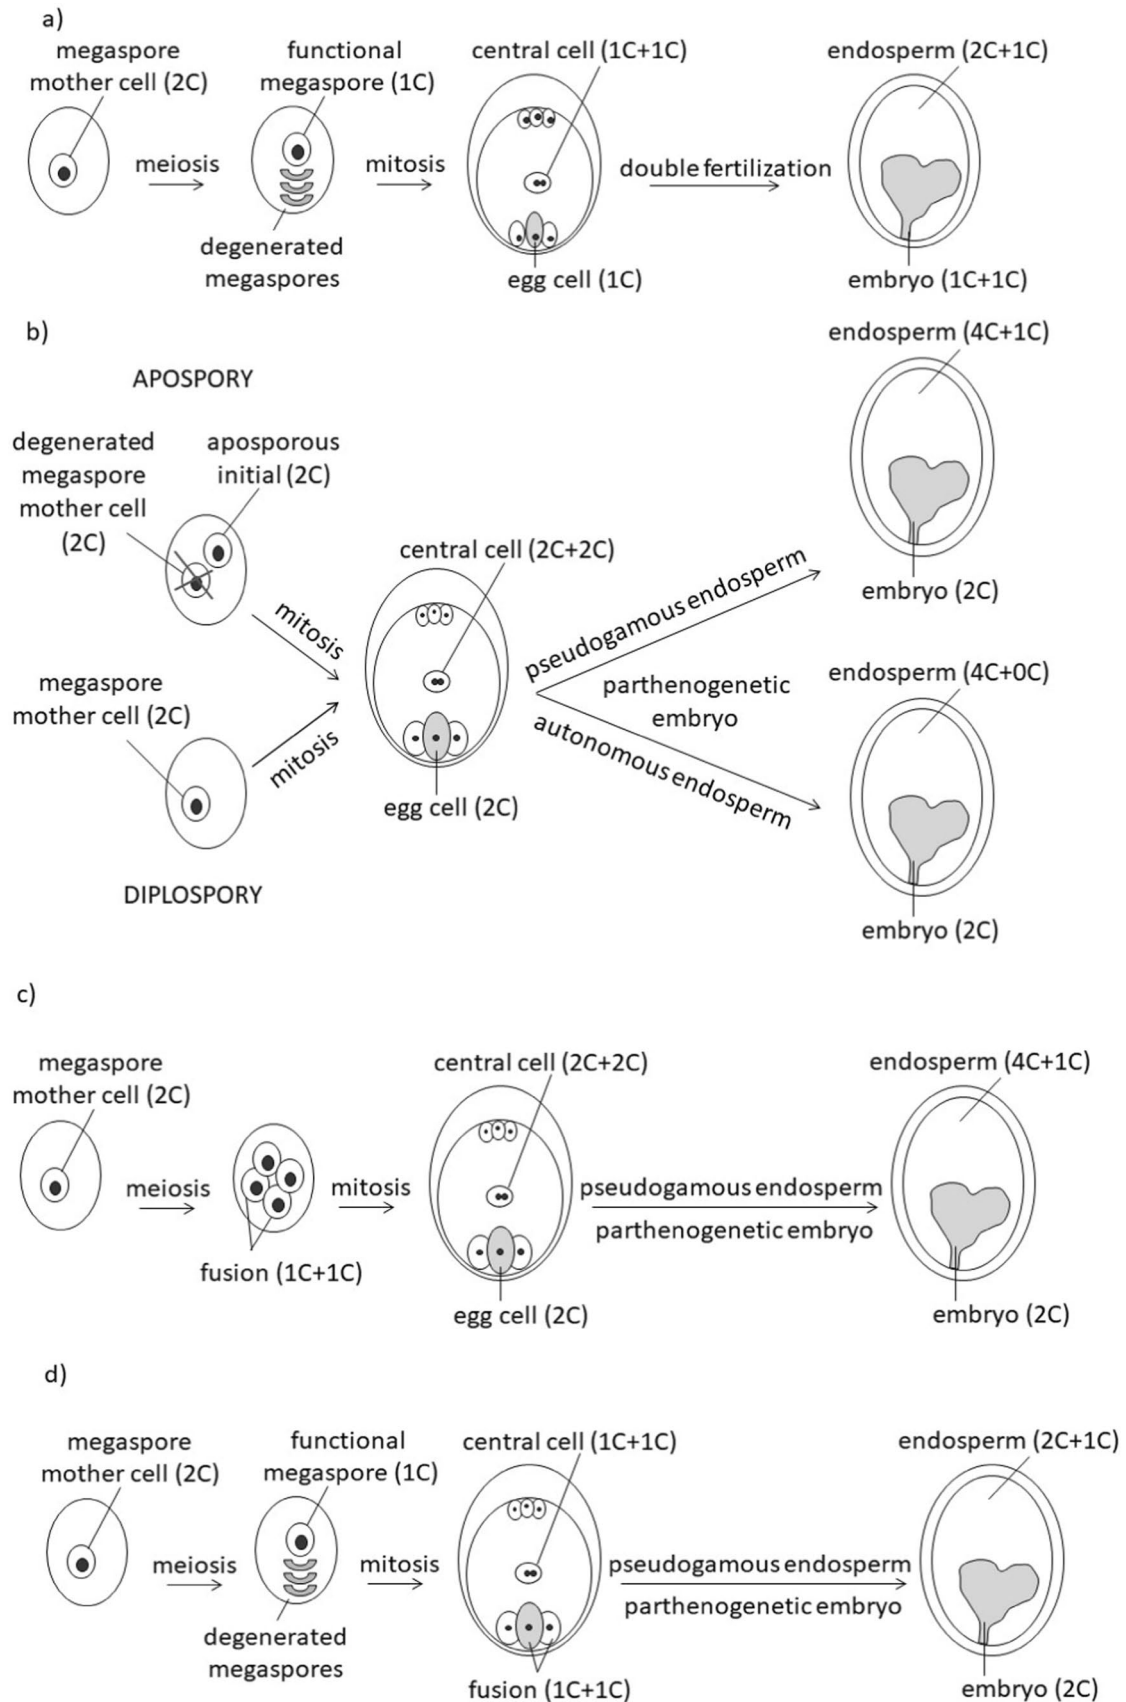 a)
megaspore
mother cell (2C)
functional
megaspore (1C)
central cell (1C+1C)
endosperm (2C+1C)
meiosis
mitosis
double fertilization
degenerated
megaspores
egg cell (1C)
embryo (1C+1C)
b)
endosperm (4C+1C)
APOSPORY
degenerated
megaspore
mother cell
(2C)
aposporous
initial (2C)
central cell (2C+2C)
mitosis
pseudogamous endosperm
embryo (2C)
megaspore
mother cell (2C)
mitosis
parthenogenetic
embryo
endosperm (4C+0C)
autonomous endosperm
egg cell (2C)
DIPLOSPORY
embryo (2C)
c)
megaspore
mother cell (2C)
central cell (2C+2C)
endosperm (4C+1C)
meiosis
mitosis
pseudogamous endosperm
parthenogenetic embryo
fusion (1C+1C)
egg cell (2C)
embryo (2C)
d)
megaspore
mother cell (2C)
functional
megaspore (1C)
central cell (1C+1C)
endosperm (2C+1C)
meiosis
mitosis
pseudogamous endosperm
parthenogenetic embryo
degenerated
megaspores
fusion (1C+1C)
embryo (2C)